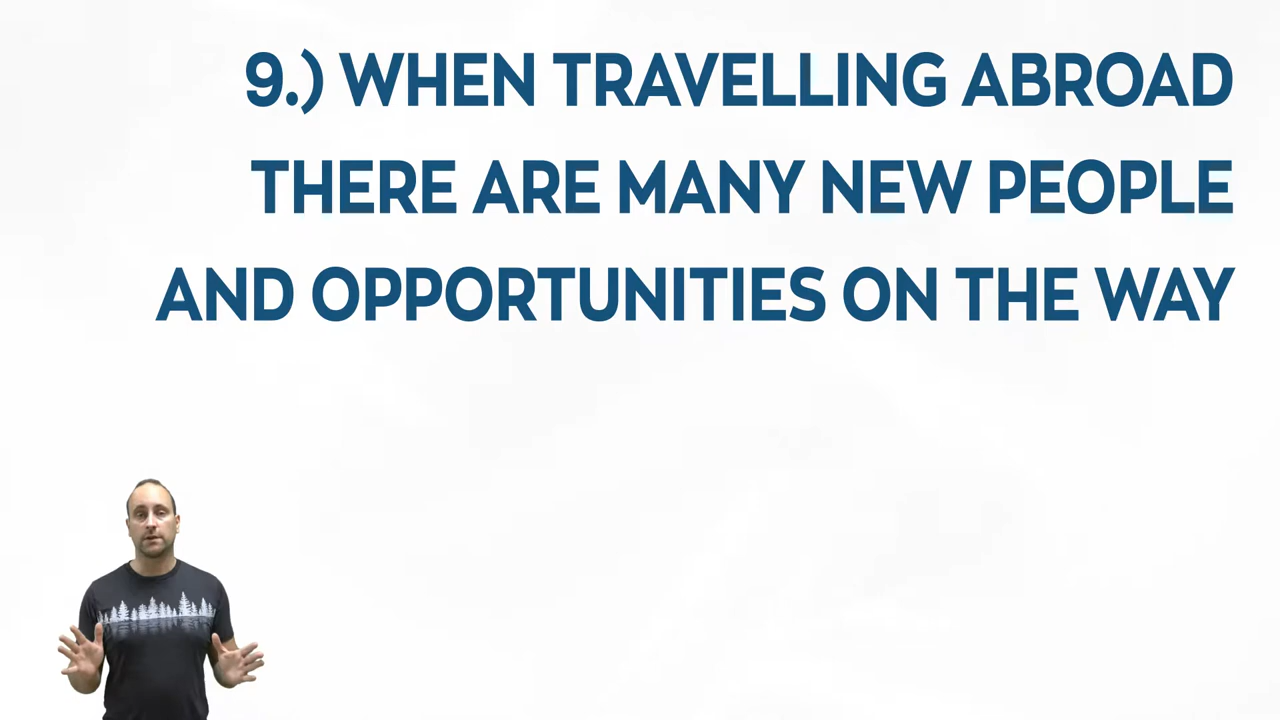 9.) WHEN TRAVELLING ABROAD
THERE ARE MANY NEW PEOPLE
AND OPPORTUNITIES ON THE WAY